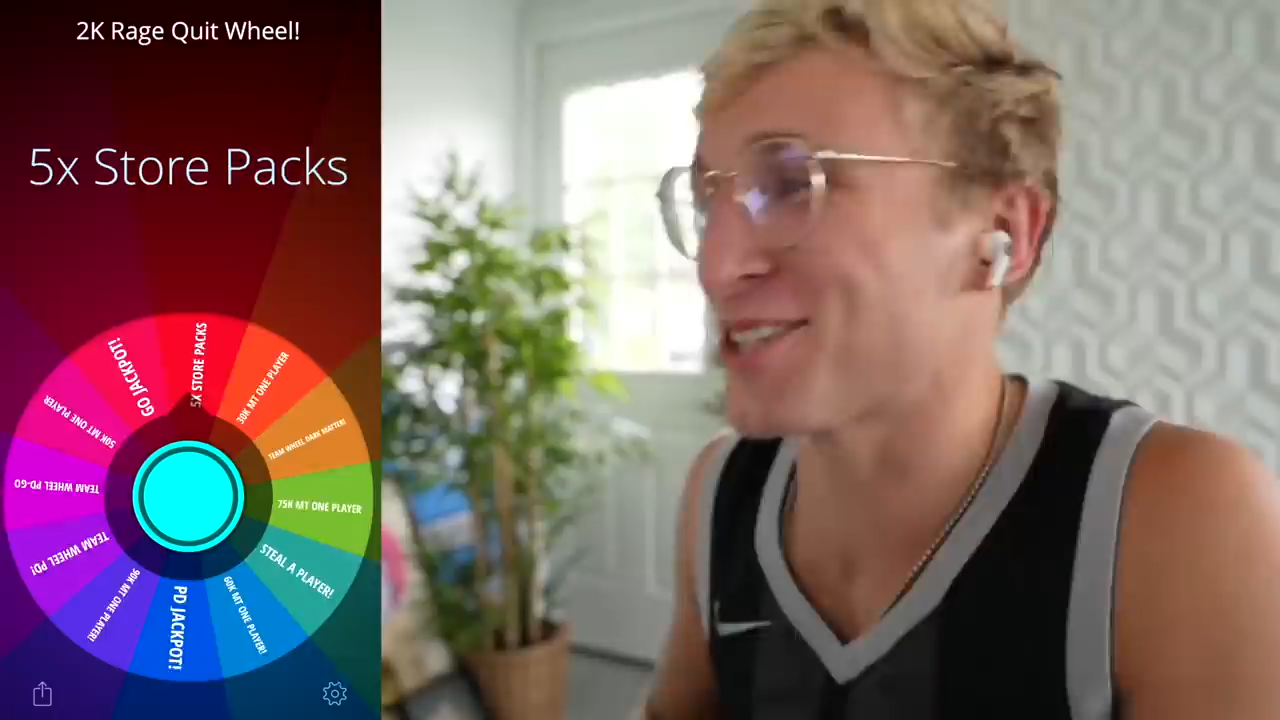 2K Rage Quit Wheel!
5x Store Packs
5X STORE PACKS
30K MT ONE PLAYER
TEAM WHEEL DARK MATTER!
75K MT ONE PLAYER
STEAL A PLAYER!
60K MT ONE PLAYER!
PD JACKPOT!
90K MT ONE PLAYER!
TEAM WHEEL PD!
TEAM WHEEL PD-GO
50K MT ONE PLAYER
GO JACKPOT!